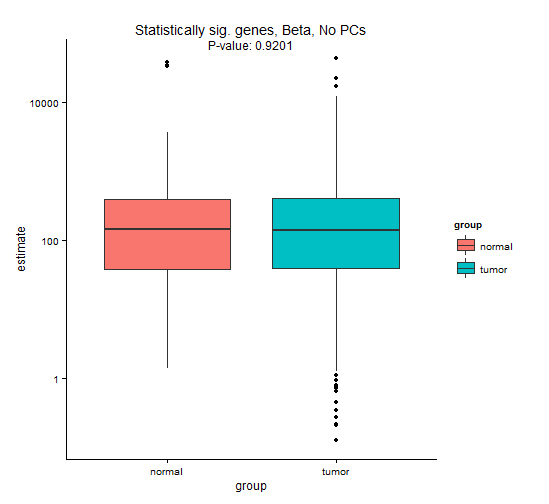 Statistically sig. genes, Beta, No PCs
P-value: 0.9201
10000
100
1
estimate
normal
tumor
group
group
normal
tumor